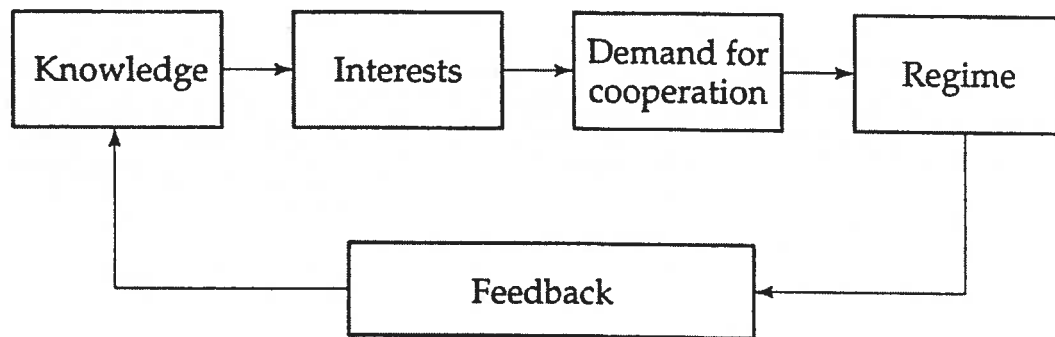 Knowledge
Interests
Demand for
cooperation
Regime
Feedback